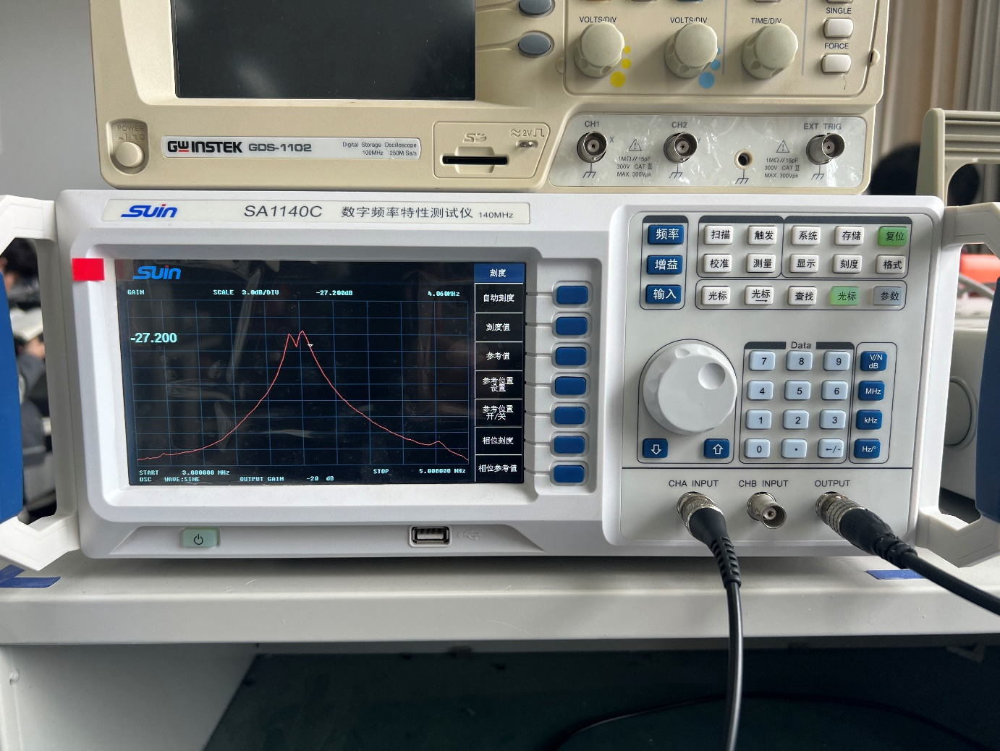 VOLTS/DIV
VOLTS/DIV
TIME/DIV
SINGLE
FORCE
POWER
GWINSTEK GDS-1102
Digital Storage Oscilloscope
100MHz 250M Sa/s
SD
≂2V
CH1
X
CH2
Y
EXT TRIG
1MΩ//15pF
300V CAT II
MAX. 300Vpk
1MΩ//15pF
300V CAT II
MAX. 300Vpk
SUin SA1140C 数字频率特性测试仪 140MHz
SUin
GAIN SCALE 3.0dB/DIV -27.200dB 4.060MHz
-27.200
START 3.000000 MHz STOP 5.000000 MHz
OSC WAVE:SINE OUTPUT GAIN -20 dB
刻度
自动刻度
刻度值
参考值
参考位置
设置
参考位置
开/关
相位刻度
相位参考值
频率
增益
输入
扫描 触发 系统 存储 复位
校准 测量 显示 刻度 格式
光标 光标 查找 光标 参数
Data
7 8 9 V/N dB
4 5 6 MHz
1 2 3 kHz
0 • ←/- Hz/°
CHA INPUT CHB INPUT OUTPUT